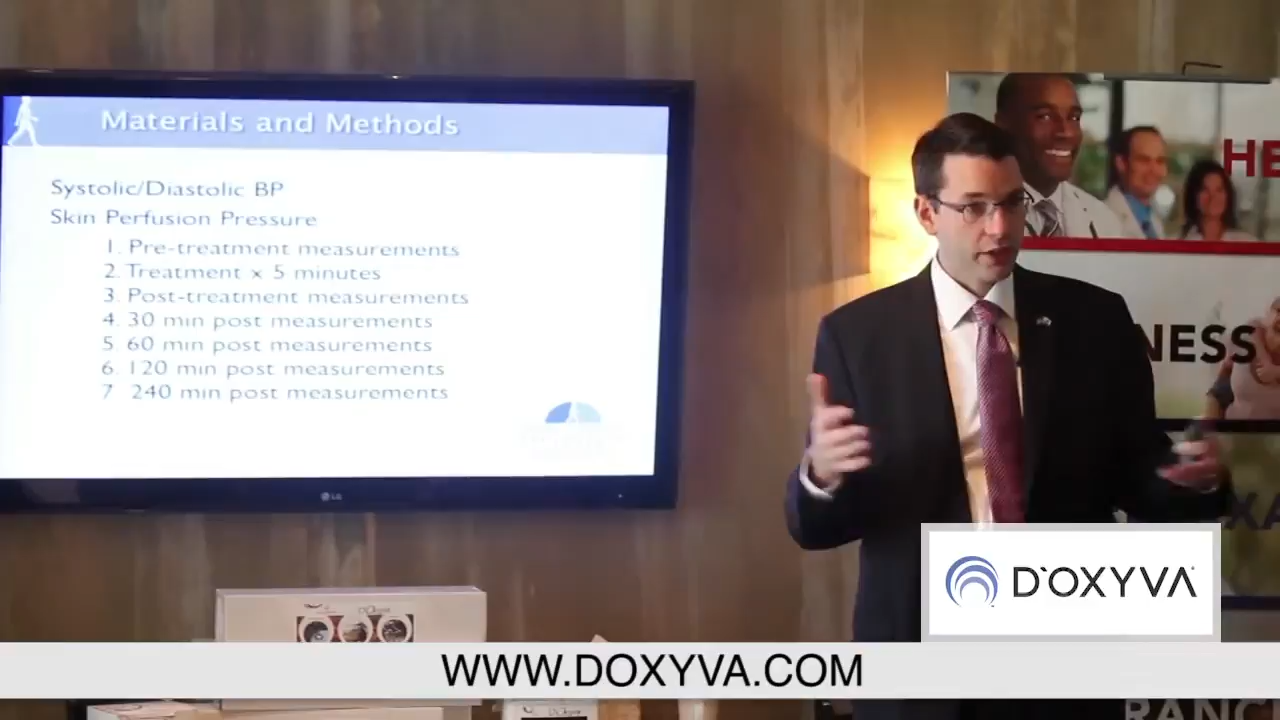 Materials and Methods
Systolic/Diastolic BP
Skin Perfusion Pressure
1. Pre-treatment measurements
2. Treatment x 5 minutes
3. Post-treatment measurements
4. 30 min post measurements
5. 60 min post measurements
6. 120 min post measurements
7 240 min post measurements
LG
HE
NESS
XA
D'OXYVA
WWW.DOXYVA.COM
RANC